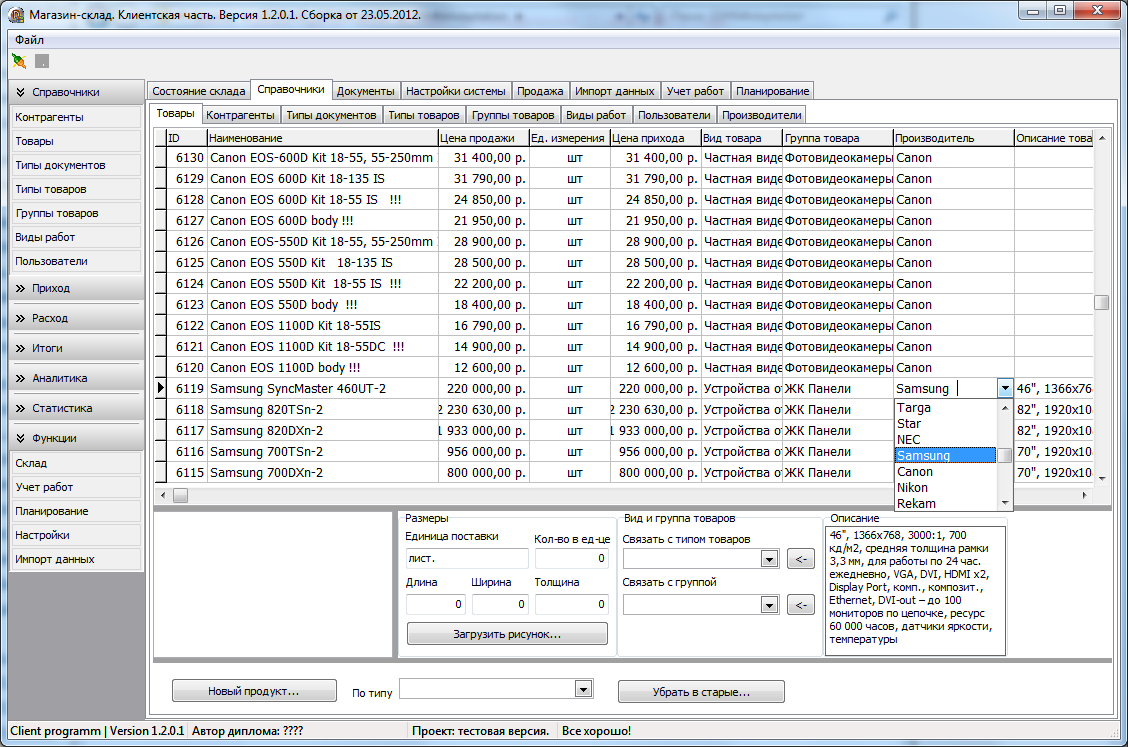 Магазин-склад. Клиентская часть. Версия 1.2.0.1. Сборка от 23.05.2012.
Файл
Справочники
Контрагенты
Товары
Типы документов
Типы товаров
Группы товаров
Виды работ
Пользователи
Приход
Расход
Итоги
Аналитика
Статистика
Функции
Склад
Учет работ
Планирование
Настройки
Импорт данных
Состояние склада Справочники Документы Настройки системы Продажа Импорт данных Учет работ Планирование
Товары Контрагенты Типы документов Типы товаров Группы товаров Виды работ Пользователи Производители
ID Наименование Цена продажи Ед. измерения Цена прихода Вид товара Группа товара Производитель Описание това
6130 Canon EOS-600D Kit 18-55, 55-250mm 31 400,00 р. шт 31 400,00 р. Частная виде Фотовидеокамеры Canon
6129 Canon EOS 600D Kit 18-135 IS 31 790,00 р. шт 31 790,00 р. Частная виде Фотовидеокамеры Canon
6128 Canon EOS 600D Kit 18-55 IS !!! 24 850,00 р. шт 24 850,00 р. Частная виде Фотовидеокамеры Canon
6127 Canon EOS 600D body !!! 21 950,00 р. шт 21 950,00 р. Частная виде Фотовидеокамеры Canon
6126 Canon EOS-550D Kit 18-55, 55-250mm 28 900,00 р. шт 28 900,00 р. Частная виде Фотовидеокамеры Canon
6125 Canon EOS 550D Kit 18-135 IS 28 500,00 р. шт 28 500,00 р. Частная виде Фотовидеокамеры Canon
6124 Canon EOS 550D Kit 18-55 IS !!! 22 200,00 р. шт 22 200,00 р. Частная виде Фотовидеокамеры Canon
6123 Canon EOS 550D body !!! 18 400,00 р. шт 18 400,00 р. Частная виде Фотовидеокамеры Canon
6122 Canon EOS 1100D Kit 18-55IS 16 790,00 р. шт 16 790,00 р. Частная виде Фотовидеокамеры Canon
6121 Canon EOS 1100D Kit 18-55DC !!! 14 900,00 р. шт 14 900,00 р. Частная виде Фотовидеокамеры Canon
6120 Canon EOS 1100D body !!! 12 600,00 р. шт 12 600,00 р. Частная виде Фотовидеокамеры Canon
6119 Samsung SyncMaster 460UT-2 220 000,00 р. шт 220 000,00 р. Устройства от ЖК Панели Samsung 46", 1366x76
6118 Samsung 820TSn-2 2 230 630,00 р. шт 2 230 630,00 р. Устройства от ЖК Панели 82", 1920x10
6117 Samsung 820DXn-2 1 933 000,00 р. шт 1 933 000,00 р. Устройства от ЖК Панели 82", 1920x10
6116 Samsung 700TSn-2 956 000,00 р. шт 956 000,00 р. Устройства от ЖК Панели 70", 1920x10
6115 Samsung 700DXn-2 800 000,00 р. шт 800 000,00 р. Устройства от ЖК Панели 70", 1920x10
Targa
Star
NEC
Samsung
Canon
Nikon
Rekam
Размеры
Единица поставки Кол-во в ед-це
лист. 0
Длина Ширина Толщина
0 0 0
Загрузить рисунок...
Вид и группа товаров
Связать с типом товаров
<-
Связать с группой
<-
Описание
46", 1366x768, 3000:1, 700
кд/м2, средняя толщина рамки
3,3 мм, для работы по 24 час.
ежедневно, VGA, DVI, HDMI x2,
Display Port, комп., композит.,
Ethernet, DVI-out – до 100
мониторов по цепочке, ресурс
60 000 часов, датчики яркости,
температуры
Новый продукт... По типу Убрать в старые...
Client programm | Version 1.2.0.1 Автор диплома: ???? Проект: тестовая версия. Все хорошо!